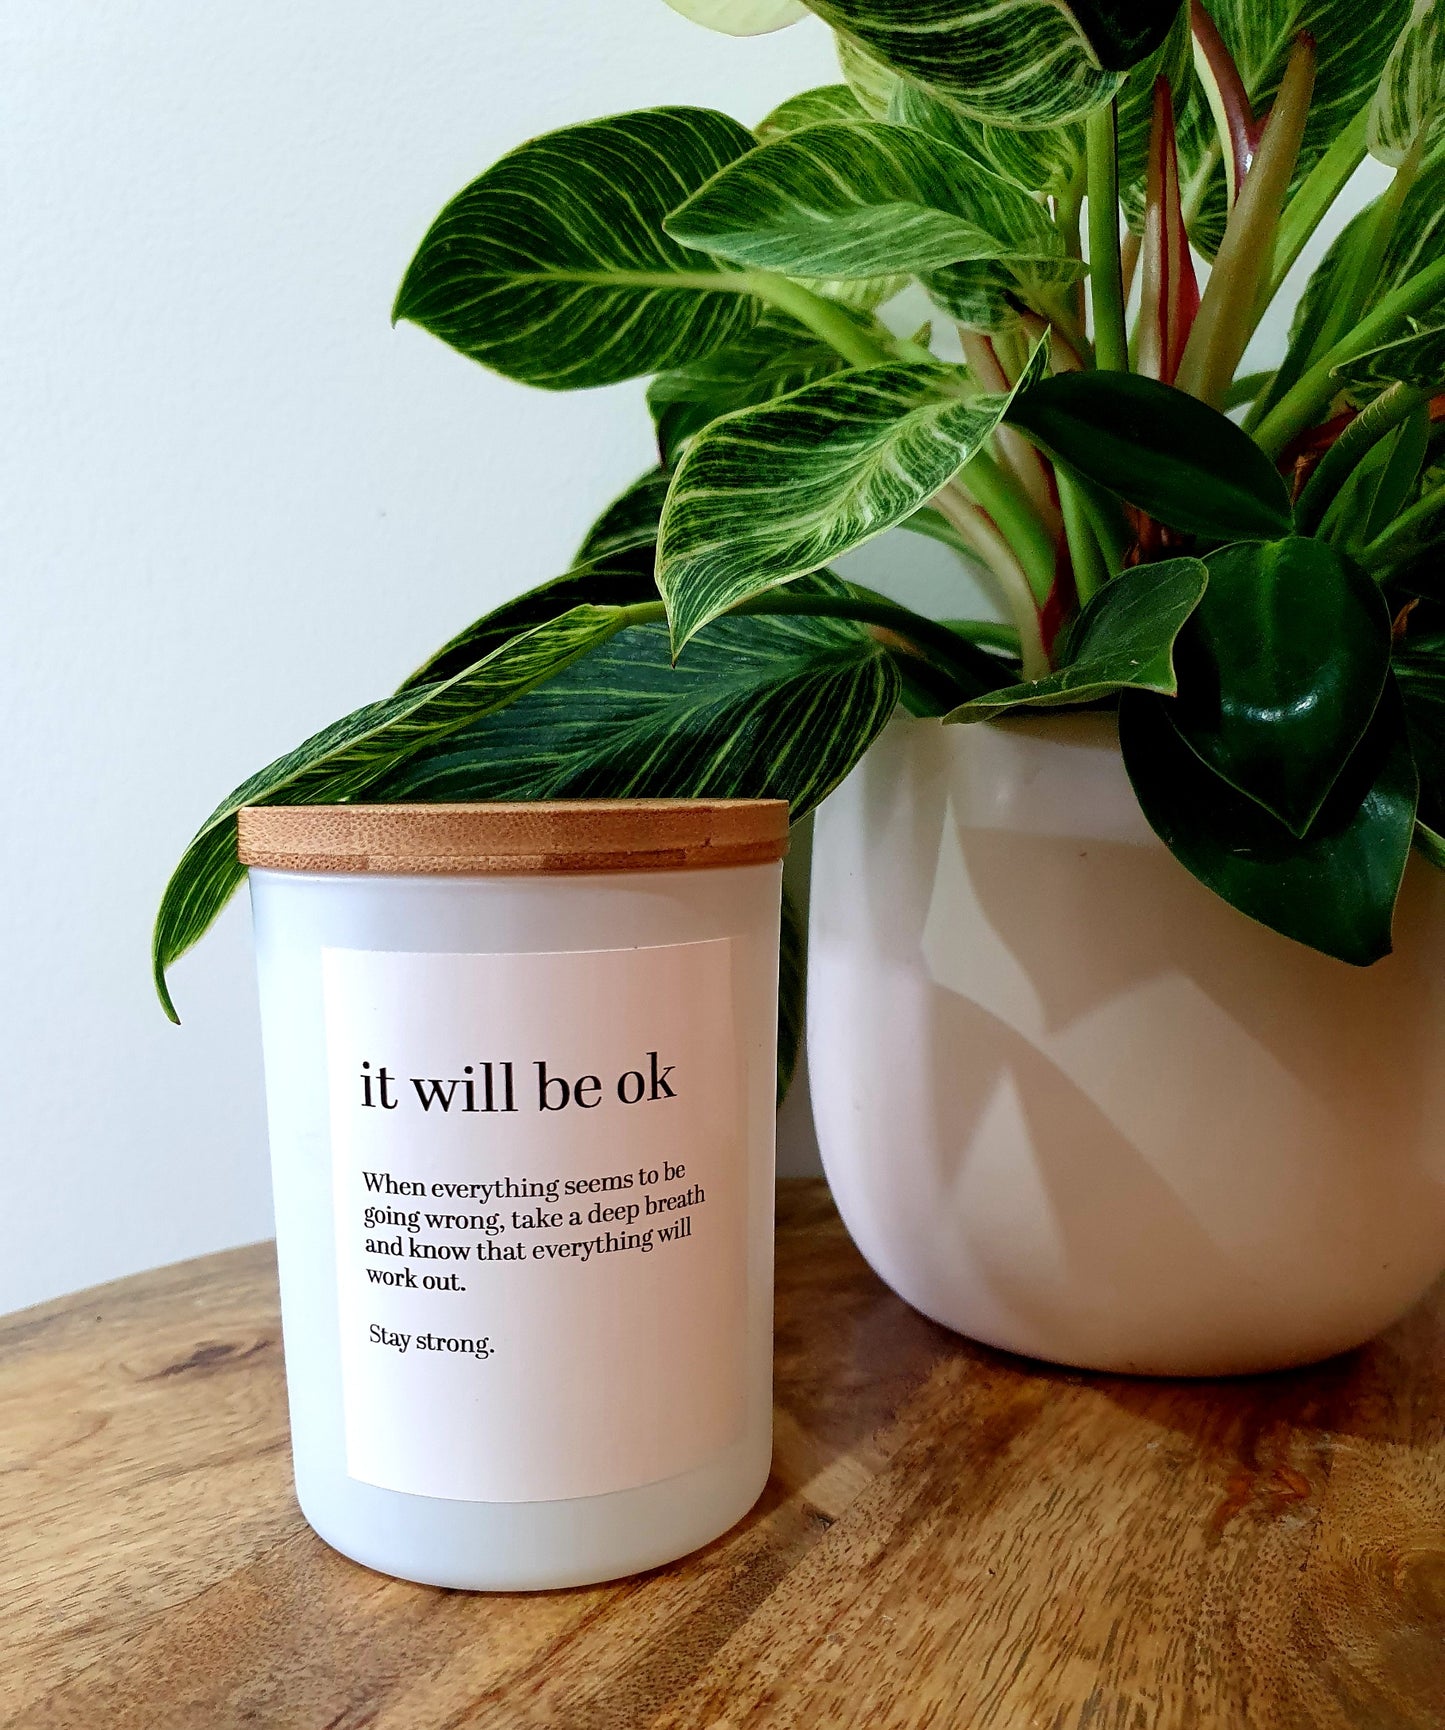 it will be ok
When everything seems to be
going wrong, take a deep breath
and know that everything will
work out.
Stay strong.